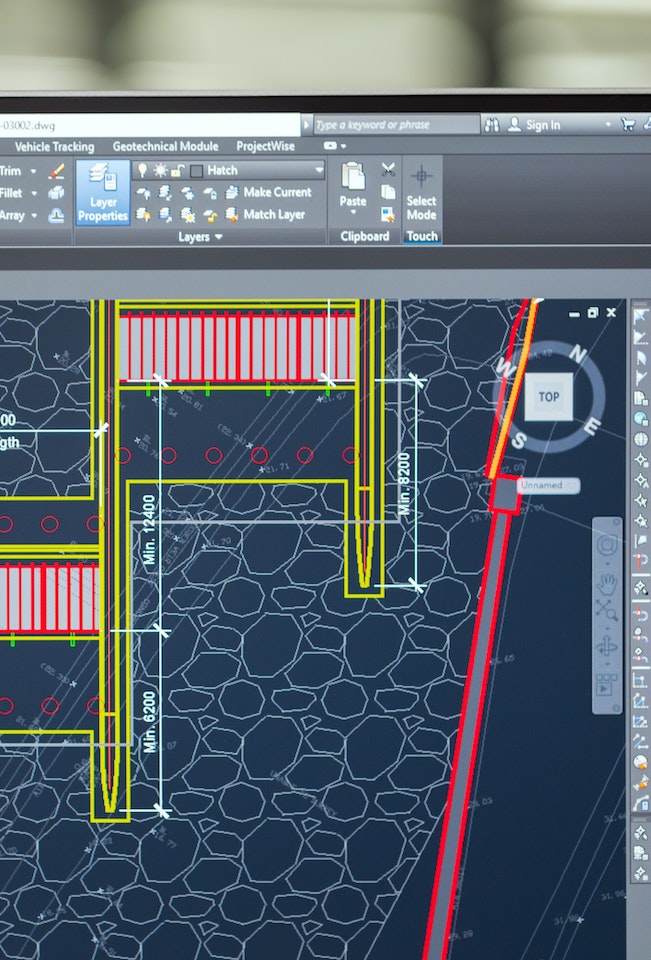 -03002.dwg
Type a keyword or phrase
Sign In
Vehicle Tracking
Geotechnical Module
ProjectWise
Trim
Fillet
Array
Layer
Properties
Hatch
Make Current
Match Layer
Layers
Paste
Clipboard
Select
Mode
Touch
W
N
TOP
S
E
Unnamed
00
gth
Min. 12400
Min. 8200
Min. 6200
21.71